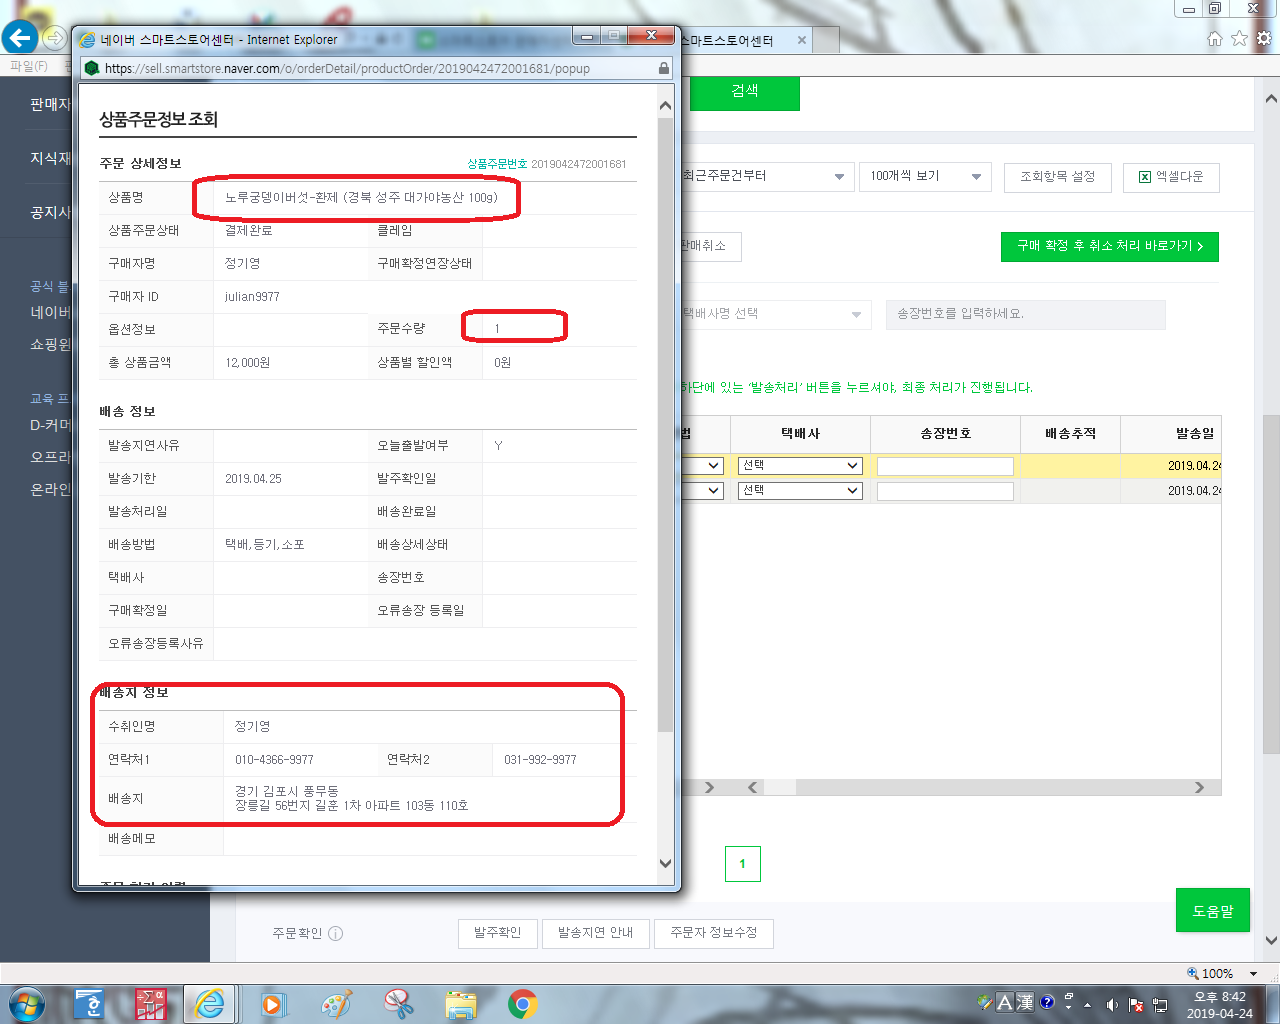 네이버 스마트스토어센터 - Internet Explorer
https://sell.smartstore.naver.com/o/orderDetail/productOrder/2019042472001681/popup
상품주문정보 조회
주문 상세정보 상품주문번호 2019042472001681
상품명 노루궁뎅이버섯-환제 (경북 성주 대가야농산 100g)
상품주문상태 결제완료 클레임
구매자명 정기영 구매확정연장상태
구매자 ID julian9977
옵션정보 주문수량 1
총 상품금액 12,000원 상품별 할인액 0원
배송 정보
발송지연사유 오늘출발여부 Y
발송기한 2019.04.25 발주확인일
발송처리일 배송완료일
배송방법 택배,등기,소포 배송상세상태
택배사 송장번호
구매확정일 오류송장 등록일
오류송장등록사유
배송지 정보
수취인명 정기영
연락처1 010-4366-9977 연락처2 031-992-9977
배송지 경기 김포시 풍무동
장릉길 56번지 길훈 1차 아파트 103동 110호
배송메모
스마트스토어센터
파일(F)
판매자
지식재
공지사
공식 블
네이버
쇼핑윈
교육 프
D-커머
오프라
온라인
검색
최근주문건부터 100개씩 보기 조회항목 설정 엑셀다운
판매취소 구매 확정 후 취소 처리 바로가기 >
택배사명 선택 송장번호를 입력하세요.
하단에 있는 '발송처리' 버튼을 누르셔야, 최종 처리가 진행됩니다.
법 택배사 송장번호 배송추적 발송일
선택 2019.04.24
선택 2019.04.24
1
도움말
주문확인 발주확인 발송지연 안내 주문자 정보수정
100%
A 漢
오후 8:42
2019-04-24